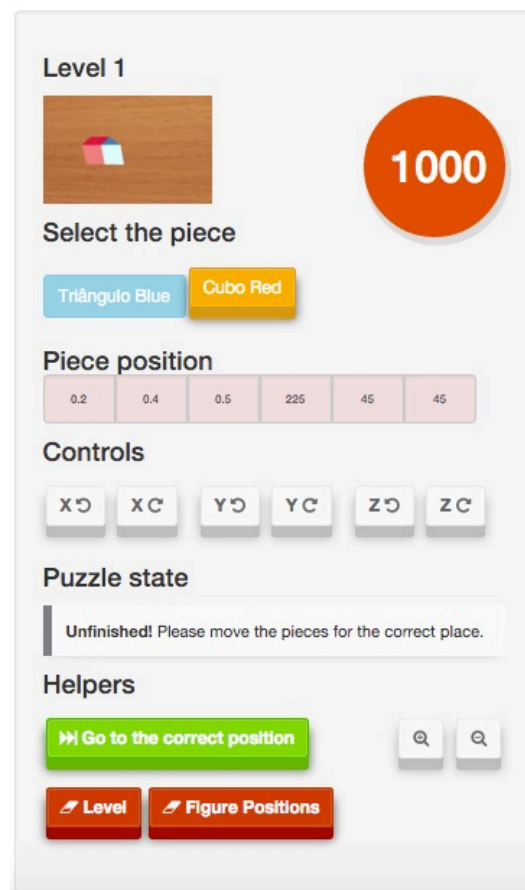 Level 1
1000
Select the piece
Triângulo Blue Cubo Red
Piece position
0.2 0.4 0.5 225 45 45
Controls
X X Y Y Z Z
Puzzle state
Unfinished! Please move the pieces for the correct place.
Helpers
Go to the correct position
Level Figure Positions